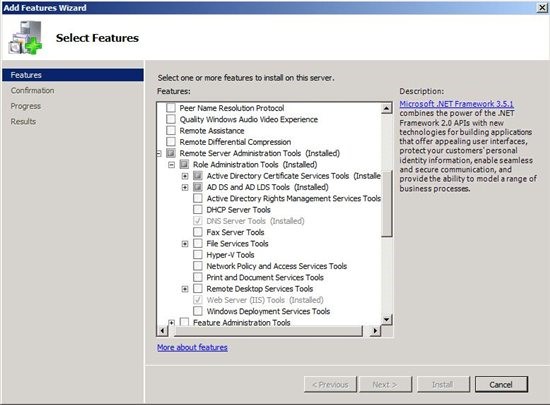 Add Features Wizard
Select Features
Features
Confirmation
Progress
Results
Select one or more features to install on this server.
Features:
Peer Name Resolution Protocol
Quality Windows Audio Video Experience
Remote Assistance
Remote Differential Compression
Remote Server Administration Tools (Installed)
Role Administration Tools (Installed)
Active Directory Certificate Services Tools (Installed
AD DS and AD LDS Tools (Installed)
Active Directory Rights Management Services Tools
DHCP Server Tools
DNS Server Tools (Installed)
Fax Server Tools
File Services Tools
Hyper-V Tools
Network Policy and Access Services Tools
Print and Document Services Tools
Remote Desktop Services Tools
Web Server (IIS) Tools (Installed)
Windows Deployment Services Tools
Feature Administration Tools
More about features
Description:
Microsoft .NET Framework 3.5.1
combines the power of the .NET
Framework 2.0 APIs with new
technologies for building applications
that offer appealing user interfaces,
protect your customers' personal
identity information, enable seamless
and secure communication, and
provide the ability to model a range of
business processes.
< Previous
Next >
Install
Cancel